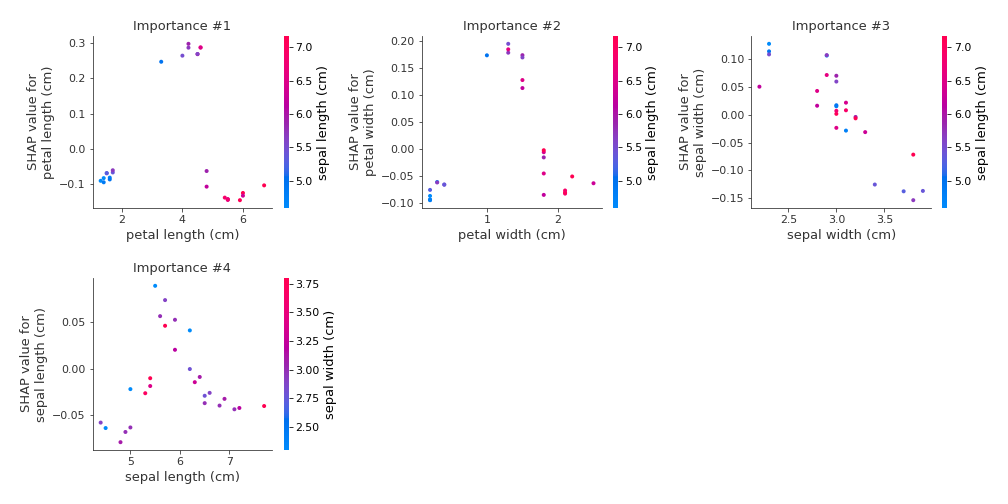 Importance #1
SHAP value for
petal length (cm)
0.3
0.2
0.1
0.0
−0.1
2
4
6
petal length (cm)
7.0
6.5
6.0
5.5
5.0
sepal length (cm)
Importance #2
SHAP value for
petal width (cm)
0.20
0.15
0.10
0.05
0.00
−0.05
−0.10
1
2
petal width (cm)
7.0
6.5
6.0
5.5
5.0
sepal length (cm)
Importance #3
SHAP value for
sepal width (cm)
0.10
0.05
0.00
−0.05
−0.10
−0.15
2.5
3.0
3.5
sepal width (cm)
7.0
6.5
6.0
5.5
5.0
sepal length (cm)
Importance #4
SHAP value for
sepal length (cm)
0.05
0.00
−0.05
5
6
7
sepal length (cm)
3.75
3.50
3.25
3.00
2.75
2.50
sepal width (cm)